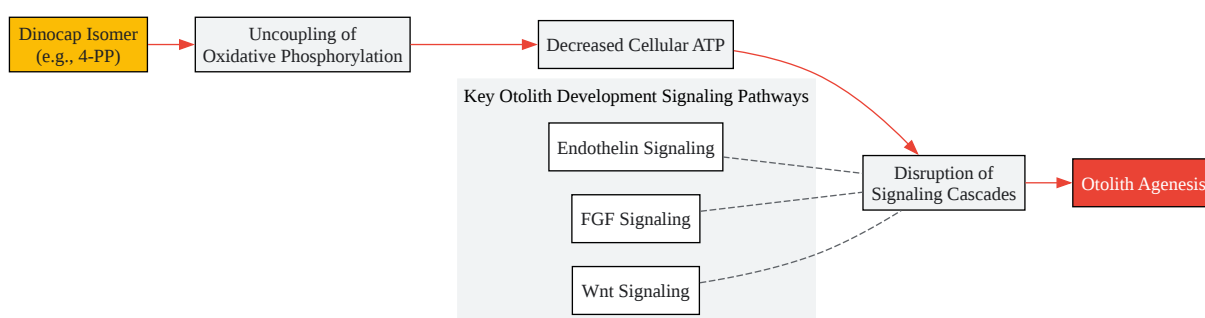 Dinocap Isomer
(e.g., 4-PP)
Uncoupling of
Oxidative Phosphorylation
Decreased Cellular ATP
Key Otolith Development Signaling Pathways
Endothelin Signaling
FGF Signaling
Wnt Signaling
Disruption of
Signaling Cascades
Otolith Agenesis